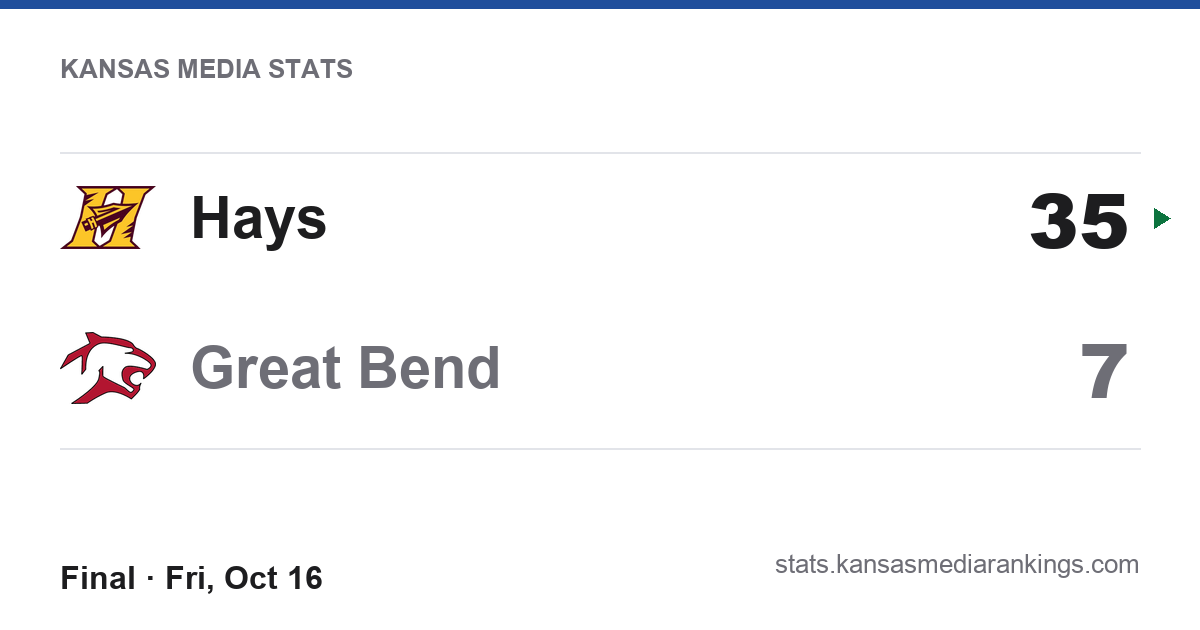 KANSAS MEDIA STATS
H
Hays
35
Great Bend
7
Final · Fri, Oct 16
stats.kansasmediarankings.com